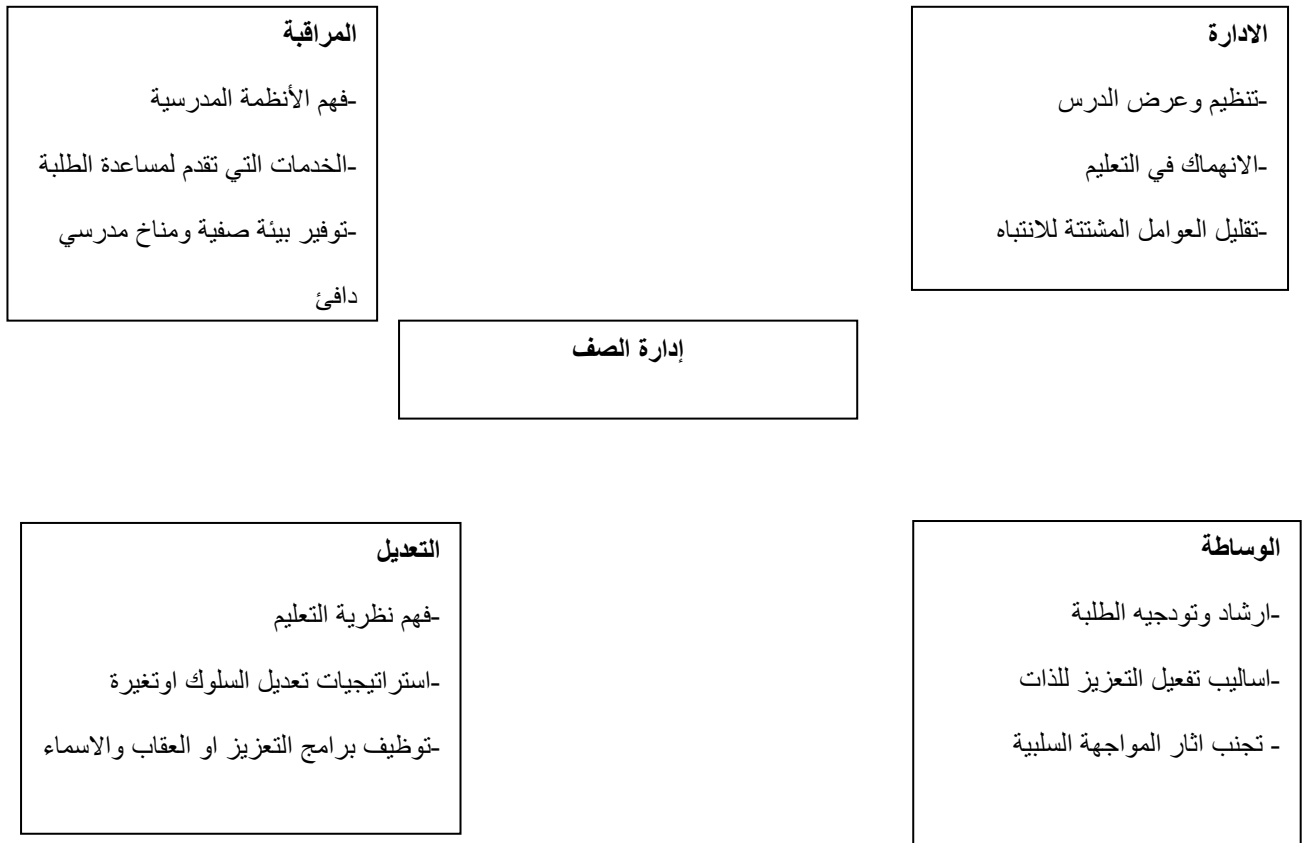 الادارة
-تنظيم وعرض الدرس
-الانهماك في التعليم
-تقليل العوامل المشتتة للانتباه
المراقبة
-فهم الأنظمة المدرسية
-الخدمات التي تقدم لمساعدة الطلبة
-توفير بيئة صفية ومناخ مدرسي
دافئ
إدارة الصف
الوساطة
-ارشاد وتودجيه الطلبة
-اساليب تفعيل التعزيز للذات
- تجنب اثار المواجهة السلبية
التعديل
-فهم نظرية التعليم
-استراتيجيات تعديل السلوك اوتغيرة
-توظيف برامج التعزيز او العقاب والاسماء